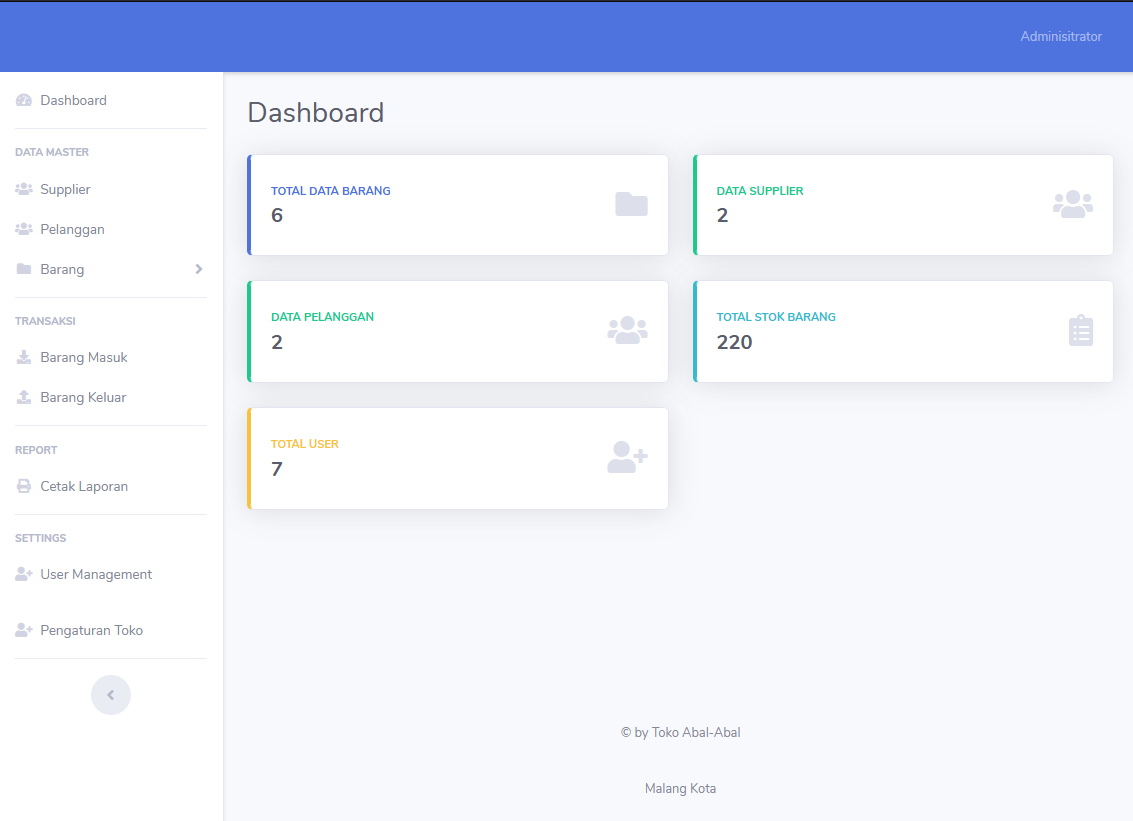 Adminisitrator
Dashboard
DATA MASTER
Supplier
Pelanggan
Barang
TRANSAKSI
Barang Masuk
Barang Keluar
REPORT
Cetak Laporan
SETTINGS
User Management
Pengaturan Toko
Dashboard
TOTAL DATA BARANG
6
DATA SUPPLIER
2
DATA PELANGGAN
2
TOTAL STOK BARANG
220
TOTAL USER
7
© by Toko Abal-Abal
Malang Kota